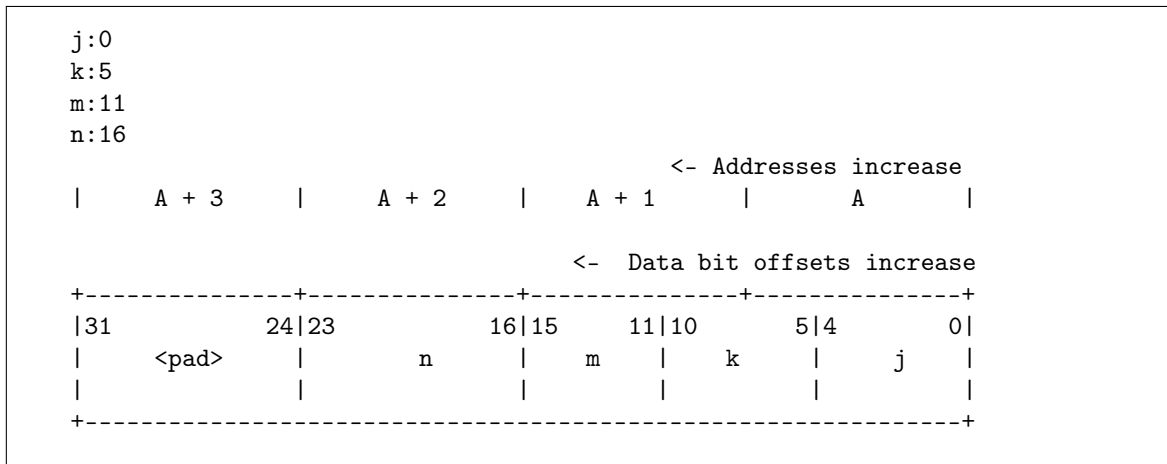 j:0
k:5
m:11
n:16
<- Addresses increase
| A + 3 | A + 2 | A + 1 | A |
<- Data bit offsets increase
+---------------+---------------+---------------+---------------+
|31 24|23 16|15 11|10 5|4 0|
| <pad> | n | m | k | j |
| | | | | |
+---------------------------------------------------------------+